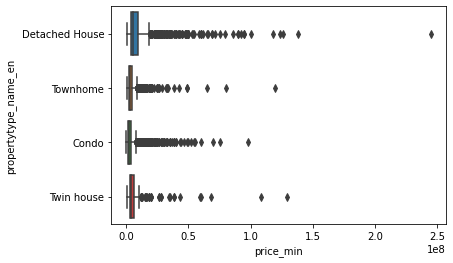 propertytype_name_en
Detached House
Townhome
Condo
Twin house
0.0 0.5 1.0 1.5 2.0 2.5
1e8
price_min